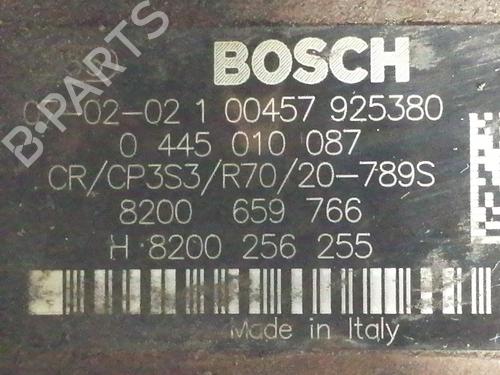 BOSCH
-02-02 1 00457 925380
0 445 010 087
CR/CP3S3/R70/20-789S
8200 659 766
H 8200 256 255
Made in Italy
B-PARTS